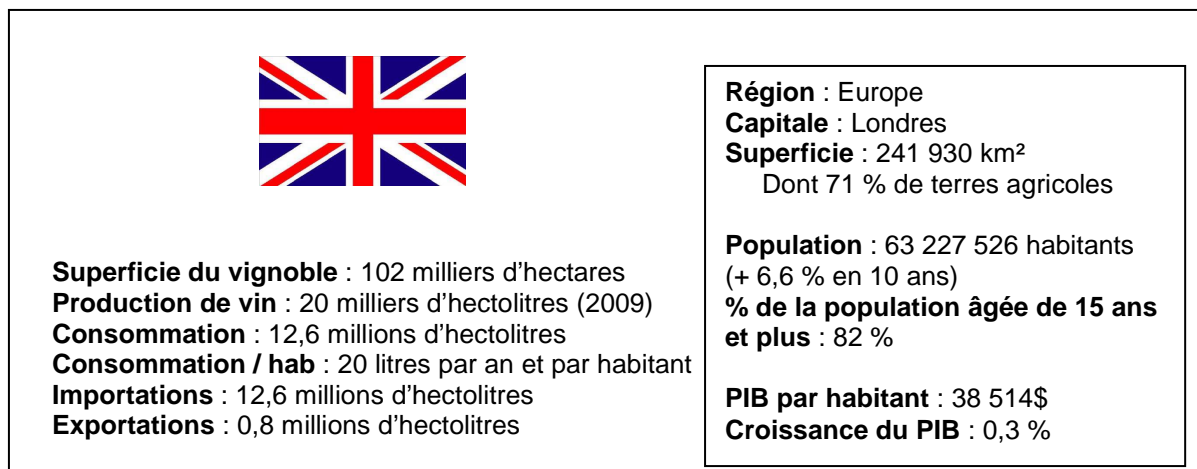 Région : Europe
Capitale : Londres
Superficie : 241 930 km²
Dont 71 % de terres agricoles
Population : 63 227 526 habitants
(+ 6,6 % en 10 ans)
% de la population âgée de 15 ans
et plus : 82 %
PIB par habitant : 38 514$
Croissance du PIB : 0,3 %
Superficie du vignoble : 102 milliers d’hectares
Production de vin : 20 milliers d’hectolitres (2009)
Consommation : 12,6 millions d’hectolitres
Consommation / hab : 20 litres par an et par habitant
Importations : 12,6 millions d’hectolitres
Exportations : 0,8 millions d’hectolitres